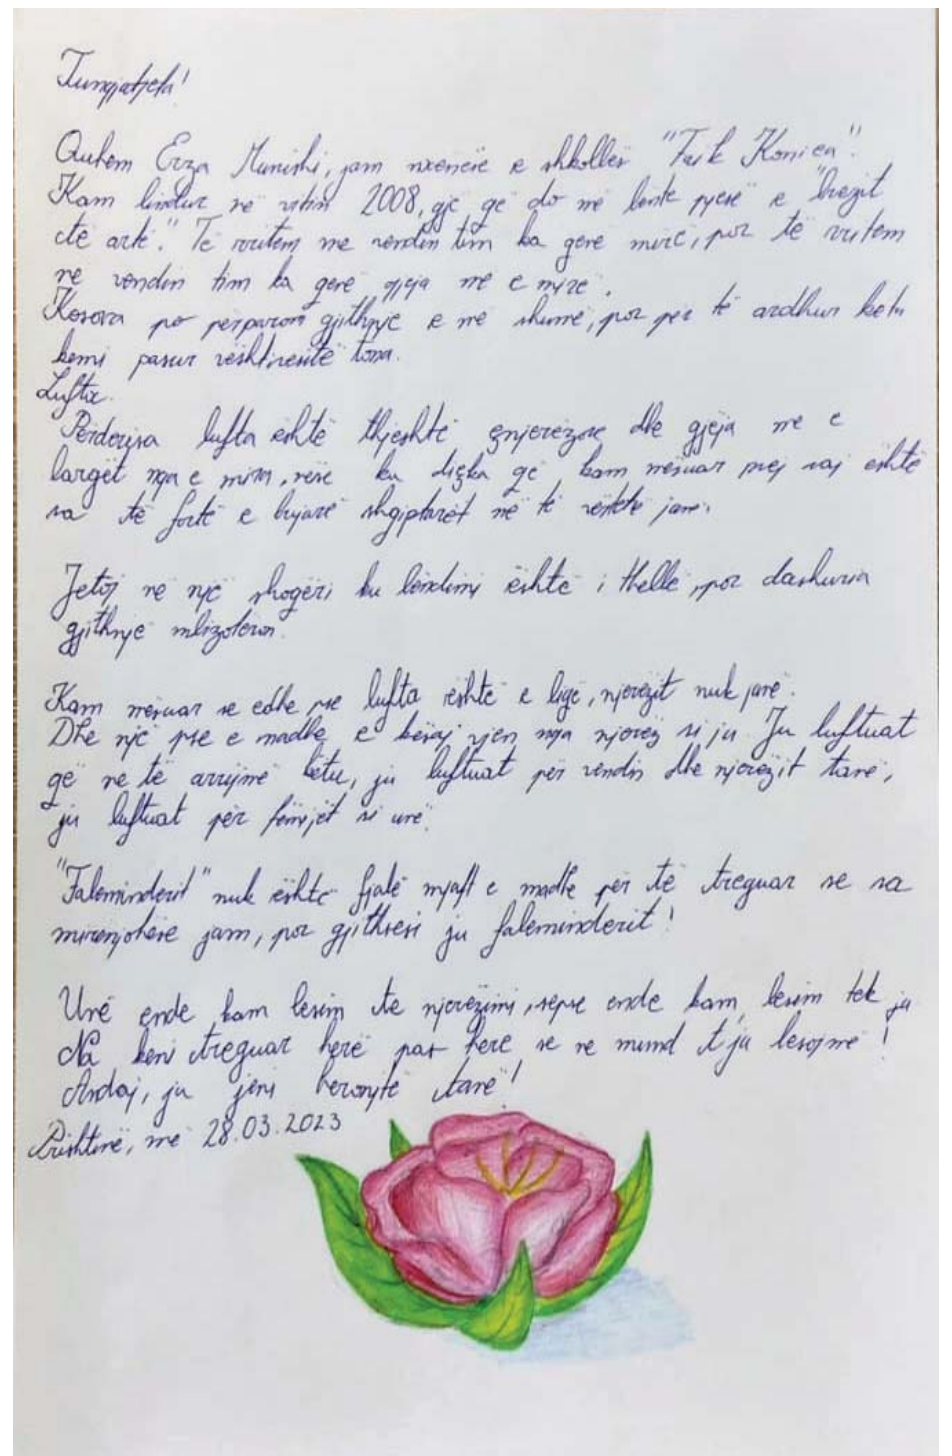 Tungjatjeta!
Quhem Erza Munishi, jam nxenëse e shkollës "Faik Konica".
Kam lindur në vitin 2008, gjë që do më bënte pjesë e "brezit
të artë." Të rritem me vendin tim ka qenë mirë, por të rritem
në vendin tim ka qenë gjëja më e mirë.
Kosova po përparon gjithnjë e më shumë, por për të ardhur këtu
kemi pasur vështirësitë tona.
Lufta.
Përderisa lufta është thjeshtë çnjerëzore dhe gjëja më e
largët nga e mira, nëse ka diçka që kam mësuar prej saj është
sa të fortë e bujarë shqiptarët në të vërtetë janë.
Jetoj në një shoqëri ku lëndimi është i thellë, por dashuria
gjithnjë mbizotëron.
Kam mësuar se edhe pse lufta është e ligë, njerëzit nuk janë.
Dhe një pse e madhe e kësaj vjen nga njerëz si ju. Ju luftuat
që ne të arrijmë këtu, ju luftuat për vendin dhe njerëzit tanë,
ju luftuat për fëmijët si unë.
"Faleminderit" nuk është fjalë mjaft e madhe për të treguar se sa
mirënjohëse jam, por gjithsesi ju faleminderit!
Unë ende kam besim te njerëzimi, sepse ende kam besim tek ju
Na keni treguar herë pas here se ne mund t'ju besojmë!
Andaj, ju jeni heronjtë tanë!
Prishtinë, më 28.03.2023